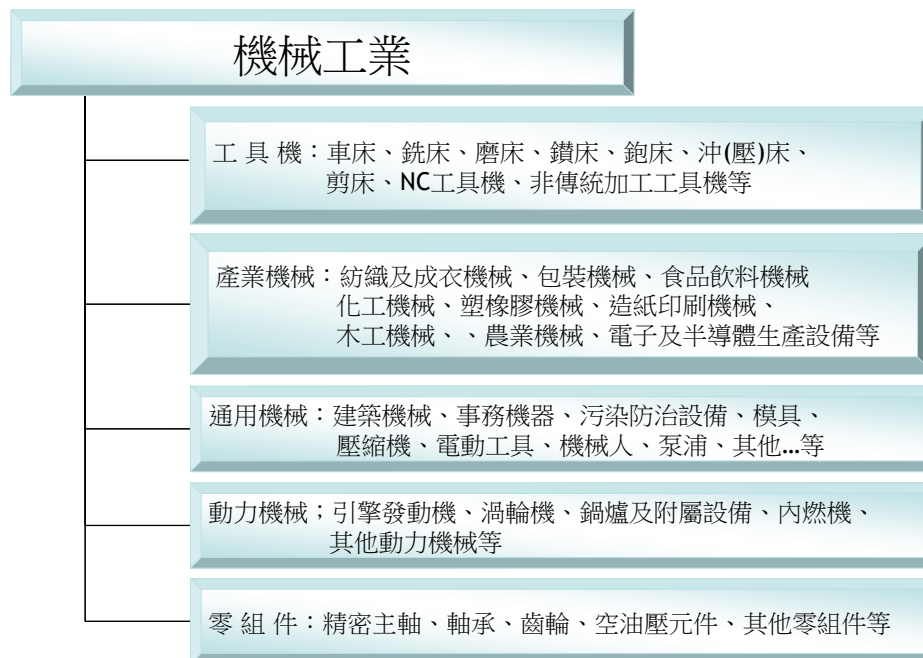 機械工業
工 具 機：車床、銑床、磨床、鑽床、鉋床、沖(壓)床、
剪床、NC工具機、非傳統加工工具機等
產業機械：紡織及成衣機械、包裝機械、食品飲料機械
化工機械、塑橡膠機械、造紙印刷機械、
木工機械、、農業機械、電子及半導體生產設備等
通用機械：建築機械、事務機器、污染防治設備、模具、
壓縮機、電動工具、機械人、泵浦、其他...等
動力機械；引擎發動機、渦輪機、鍋爐及附屬設備、內燃機、
其他動力機械等
零 組 件：精密主軸、軸承、齒輪、空油壓元件、其他零組件等